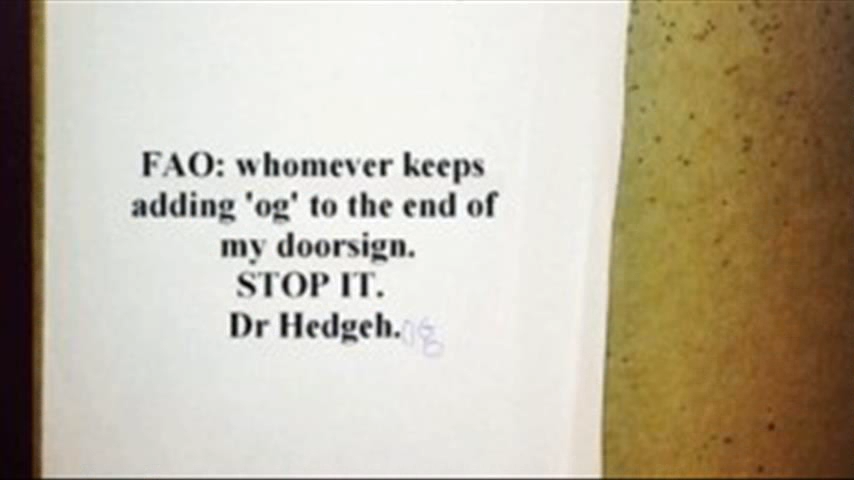 FAO: whomever keeps
adding 'og' to the end of
my doorsign.
STOP IT.
Dr Hedgeh.og